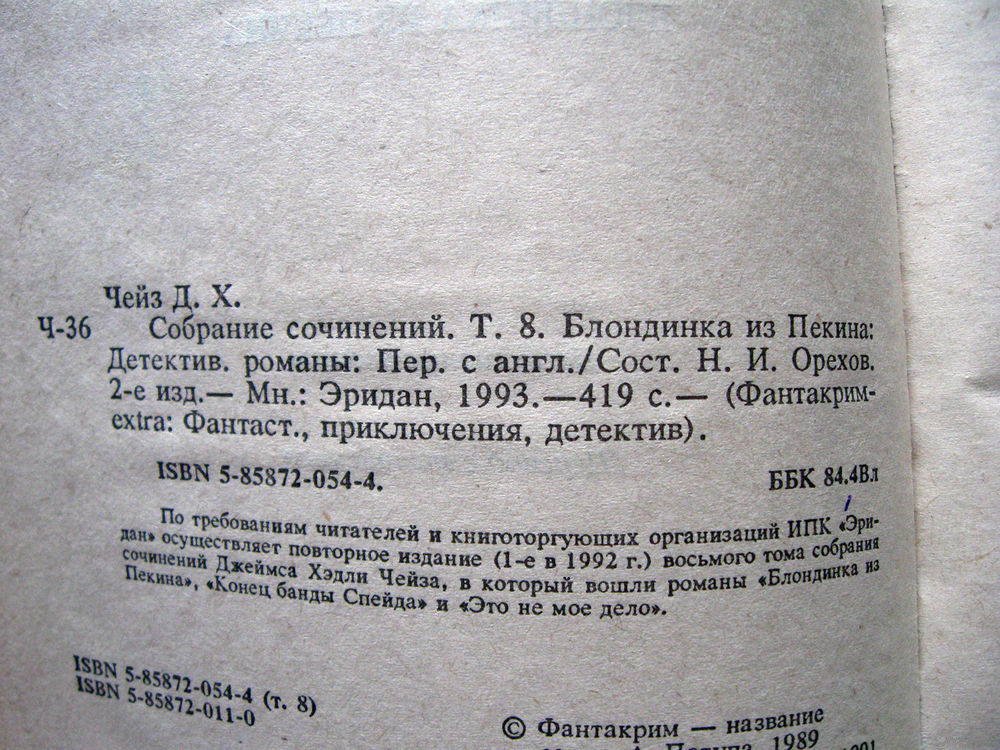 Чейз Д. Х.
Ч-36 Собрание сочинений. Т. 8. Блондинка из Пекина:
Детектив. романы: Пер. с англ./Сост. Н. И. Орехов.
2-е изд.— Мн.: Эридан, 1993.—419 с.— (Фантакрим-
extra: Фантаст., приключения, детектив).
ISBN 5-85872-054-4. ББК 84.4Вл
По требованиям читателей и книготоргующих организаций ИПК «Эри-
дан» осуществляет повторное издание (1-е в 1992 г.) восьмого тома собрания
сочинений Джеймса Хэдли Чейза, в который вошли романы «Блондинка из
Пекина», «Конец банды Спейда» и «Это не мое дело».
ISBN 5-85872-054-4 (т. 8)
ISBN 5-85872-011-0
© Фантакрим — название
1989